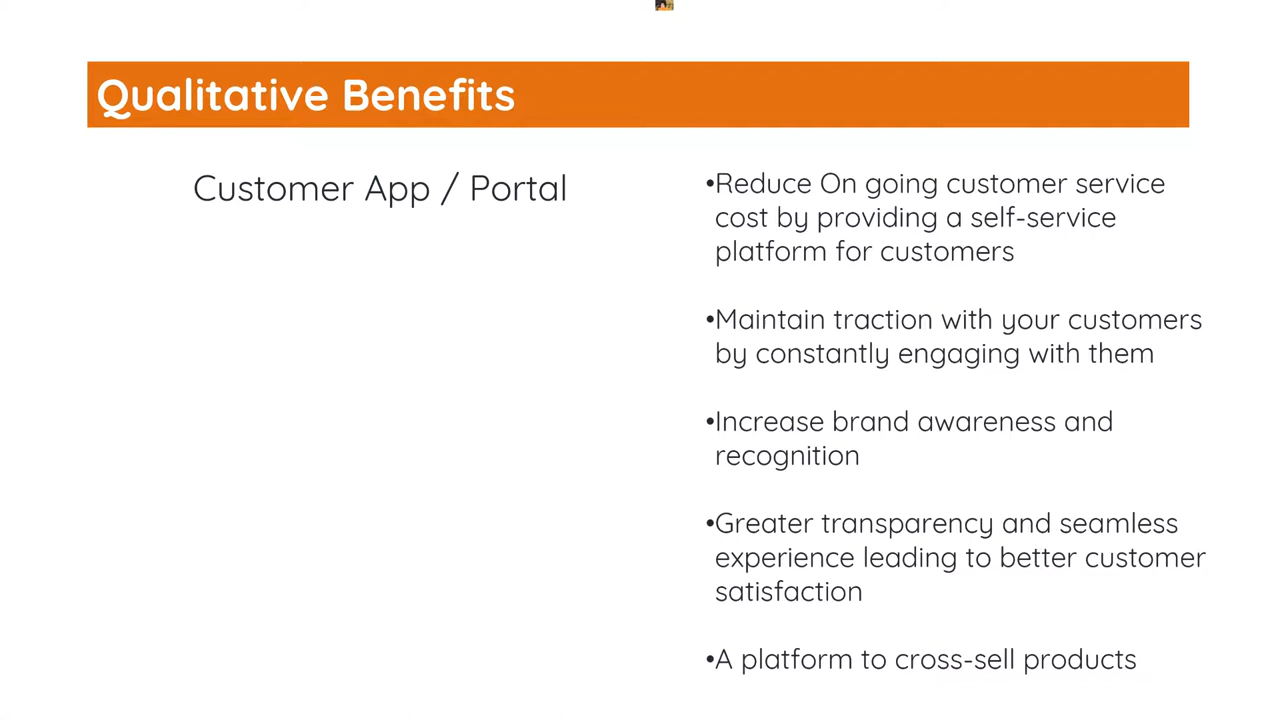 Qualitative Benefits
Customer App / Portal
•Reduce On going customer service
cost by providing a self-service
platform for customers
•Maintain traction with your customers
by constantly engaging with them
•Increase brand awareness and
recognition
•Greater transparency and seamless
experience leading to better customer
satisfaction
•A platform to cross-sell products